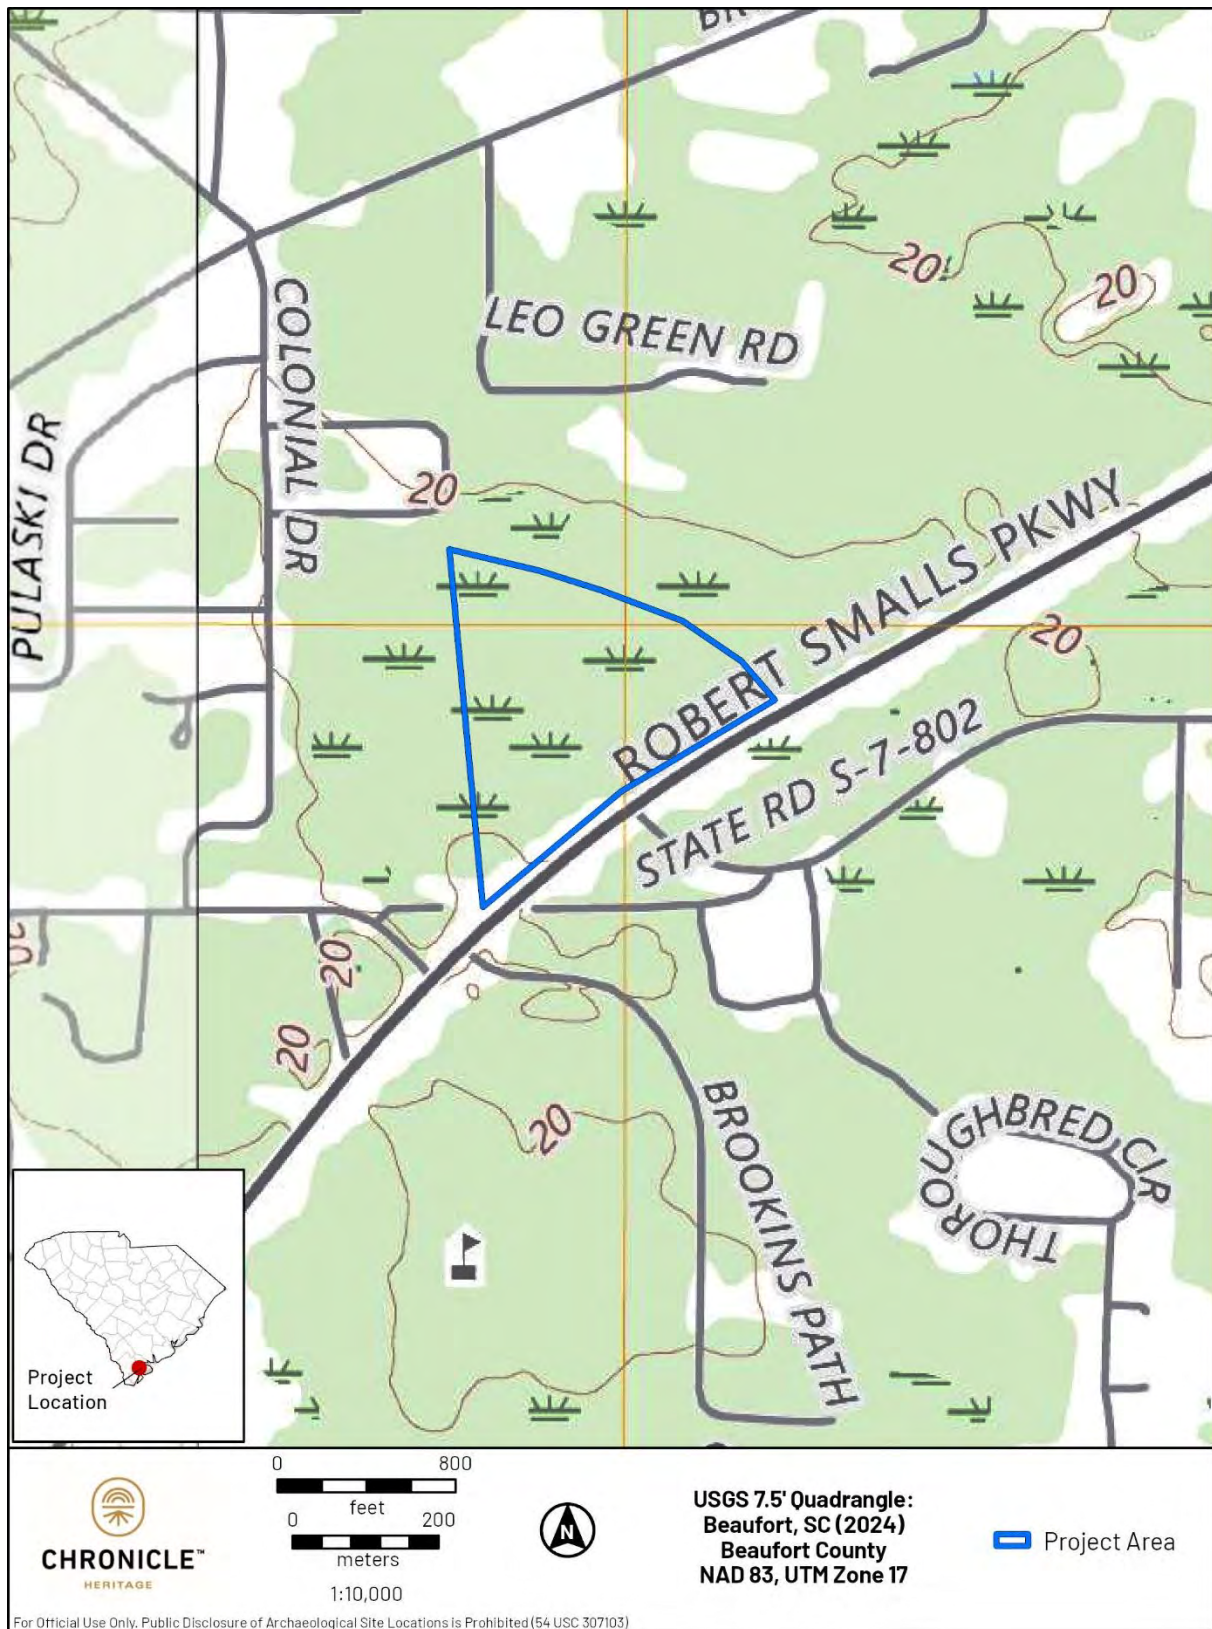 BR
COLONIAL DR
LEO GREEN RD
20
20
PULASKI DR
20
ROBERT SMALLS PKWY
20
STATE RD S-7-802
20
20
20
20
BROOKINS PATH
THOROUGHBRED CIR
Project
Location
0 800
feet
0 200
meters
1:10,000
CHRONICLE™
HERITAGE
N
USGS 7.5' Quadrangle:
Beaufort, SC (2024)
Beaufort County
NAD 83, UTM Zone 17
Project Area
For Official Use Only. Public Disclosure of Archaeological Site Locations is Prohibited (54 USC 307103)